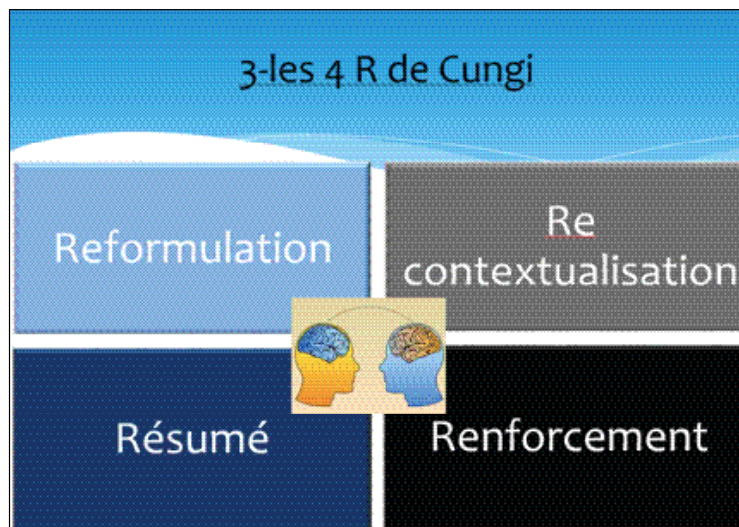 3-les 4 R de Cungi
Reformulation
Re
contextualisation
Résumé
Renforcement